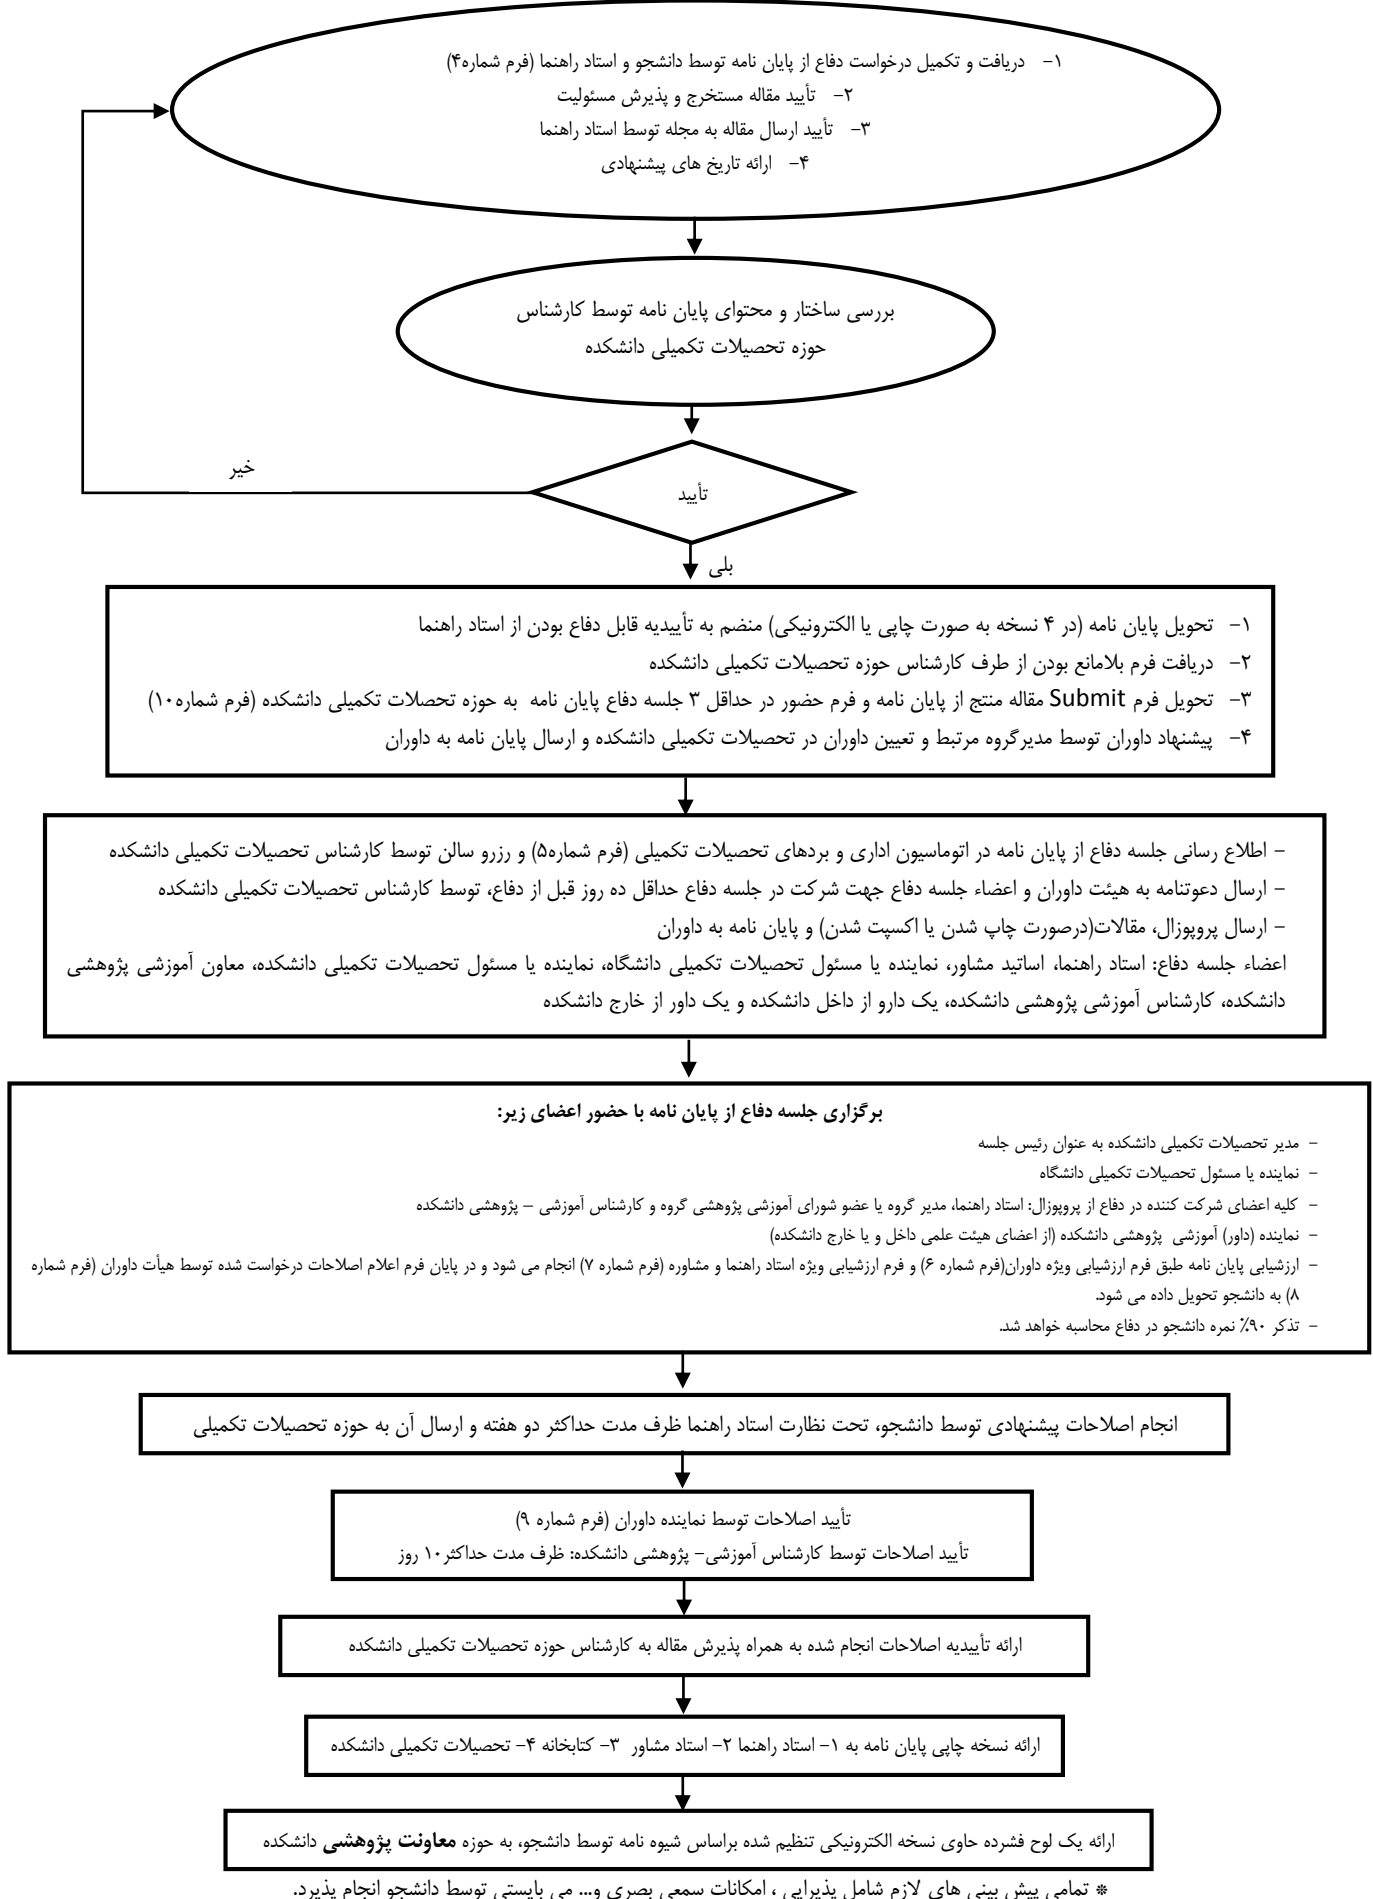 ۱- دریافت و تکمیل درخواست دفاع از پایان نامه توسط دانشجو و استاد راهنما (فرم شماره۴)
۲- تأیید مقاله مستخرج و پذیرش مسئولیت
۳- تأیید ارسال مقاله به مجله توسط استاد راهنما
۴- ارائه تاریخ های پیشنهادی
بررسی ساختار و محتوای پایان نامه توسط کارشناس
حوزه تحصیلات تکمیلی دانشکده
خیر
تأیید
بلی
۱- تحویل پایان نامه (در ۴ نسخه به صورت چاپی یا الکترونیکی) منضم به تأییدیه قابل دفاع بودن از استاد راهنما
۲- دریافت فرم بلامانع بودن از طرف کارشناس حوزه تحصیلات تکمیلی دانشکده
۳- تحویل فرم Submit مقاله منتج از پایان نامه و فرم حضور در حداقل ۳ جلسه دفاع پایان نامه به حوزه تحصلات تکمیلی دانشکده (فرم شماره۱۰)
۴- پیشنهاد داوران توسط مدیرگروه مرتبط و تعیین داوران در تحصیلات تکمیلی دانشکده و ارسال پایان نامه به داوران
- اطلاع رسانی جلسه دفاع از پایان نامه در اتوماسیون اداری و بردهای تحصیلات تکمیلی (فرم شماره۵) و رزرو سالن توسط کارشناس تحصیلات تکمیلی دانشکده
- ارسال دعوتنامه به هیئت داوران و اعضاء جلسه دفاع جهت شرکت در جلسه دفاع حداقل ده روز قبل از دفاع، توسط کارشناس تحصیلات تکمیلی دانشکده
- ارسال پروپوزال، مقالات(درصورت چاپ شدن یا اکسپت شدن) و پایان نامه به داوران
اعضاء جلسه دفاع: استاد راهنما، اساتید مشاور، نماینده یا مسئول تحصیلات تکمیلی دانشگاه، نماینده یا مسئول تحصیلات تکمیلی دانشکده، معاون آموزشی پژوهشی
دانشکده، کارشناس آموزشی پژوهشی دانشکده، یک دارو از داخل دانشکده و یک داور از خارج دانشکده
برگزاری جلسه دفاع از پایان نامه با حضور اعضای زیر:
- مدیر تحصیلات تکمیلی دانشکده به عنوان رئیس جلسه
- نماینده یا مسئول تحصیلات تکمیلی دانشگاه
- کلیه اعضای شرکت کننده در دفاع از پروپوزال: استاد راهنما، مدیر گروه یا عضو شورای آموزشی پژوهشی گروه و کارشناس آموزشی – پژوهشی دانشکده
- نماینده (داور) آموزشی پژوهشی دانشکده (از اعضای هیئت علمی داخل و یا خارج دانشکده)
- ارزشیابی پایان نامه طبق فرم ارزشیابی ویژه داوران(فرم شماره ۶) و فرم ارزشیابی ویژه استاد راهنما و مشاوره (فرم شماره ۷) انجام می شود و در پایان فرم اعلام اصلاحات درخواست شده توسط هیأت داوران (فرم شماره
۸) به دانشجو تحویل داده می شود.
- تذکر ۹۰٪ نمره دانشجو در دفاع محاسبه خواهد شد.
انجام اصلاحات پیشنهادی توسط دانشجو، تحت نظارت استاد راهنما ظرف مدت حداکثر دو هفته و ارسال آن به حوزه تحصیلات تکمیلی
تأیید اصلاحات توسط نماینده داوران (فرم شماره ۹)
تأیید اصلاحات توسط کارشناس آموزشی- پژوهشی دانشکده: ظرف مدت حداکثر۱۰ روز
ارائه تأییدیه اصلاحات انجام شده به همراه پذیرش مقاله به کارشناس حوزه تحصیلات تکمیلی دانشکده
ارائه نسخه چاپی پایان نامه به ۱- استاد راهنما ۲- استاد مشاور ۳- کتابخانه ۴- تحصیلات تکمیلی دانشکده
ارائه یک لوح فشرده حاوی نسخه الکترونیکی تنظیم شده براساس شیوه نامه توسط دانشجو، به حوزه معاونت پژوهشی دانشکده
* تمامی پیش بینی های لازم شامل پذیرایی ، امکانات سمعی بصری و... می بایستی توسط دانشجو انجام پذیرد.